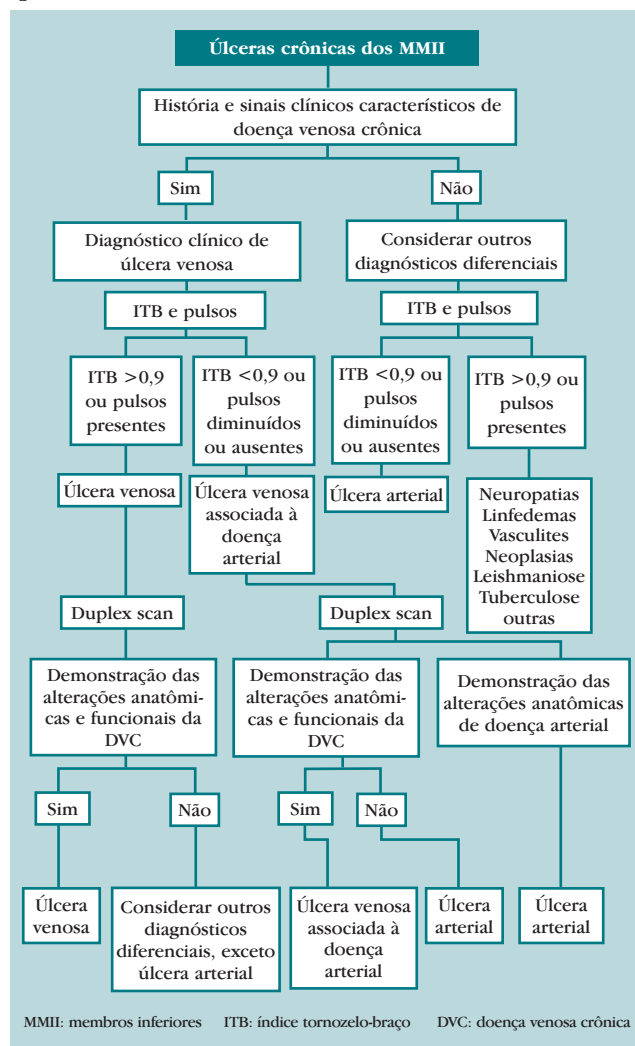 Úlceras crônicas dos MMII
História e sinais clínicos característicos de
doença venosa crônica
Sim
Não
Diagnóstico clínico de
úlcera venosa
Considerar outros
diagnósticos diferenciais
ITB e pulsos
ITB e pulsos
ITB >0,9
ou pulsos
presentes
ITB <0,9 ou
pulsos
diminuídos
ou ausentes
ITB <0,9 ou
pulsos
diminuídos
ou ausentes
ITB >0,9 ou
pulsos
presentes
Úlcera venosa
Úlcera venosa
associada à
doença
arterial
Úlcera arterial
Neuropatias
Linfedemas
Vasculites
Neoplasias
Leishmaniose
Tuberculose
outras
Duplex scan
Duplex scan
Demonstração das
alterações anatômi-
cas e funcionais da
DVC
Demonstração das
alterações anatômi-
cas e funcionais da
DVC
Demonstração das
alterações anatômicas
de doença arterial
Sim
Não
Sim
Não
Úlcera
venosa
Considerar outros
diagnósticos
diferenciais, exceto
úlcera arterial
Úlcera venosa
associada à
doença
arterial
Úlcera
arterial
Úlcera
arterial
MMII: membros inferiores ITB: índice tornozelo-braço DVC: doença venosa crônica